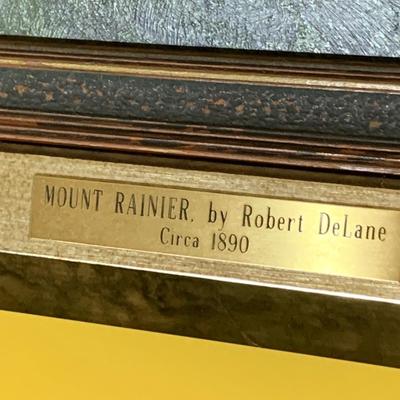 MOUNT RAINIER, by Robert DeLane
Circa 1890